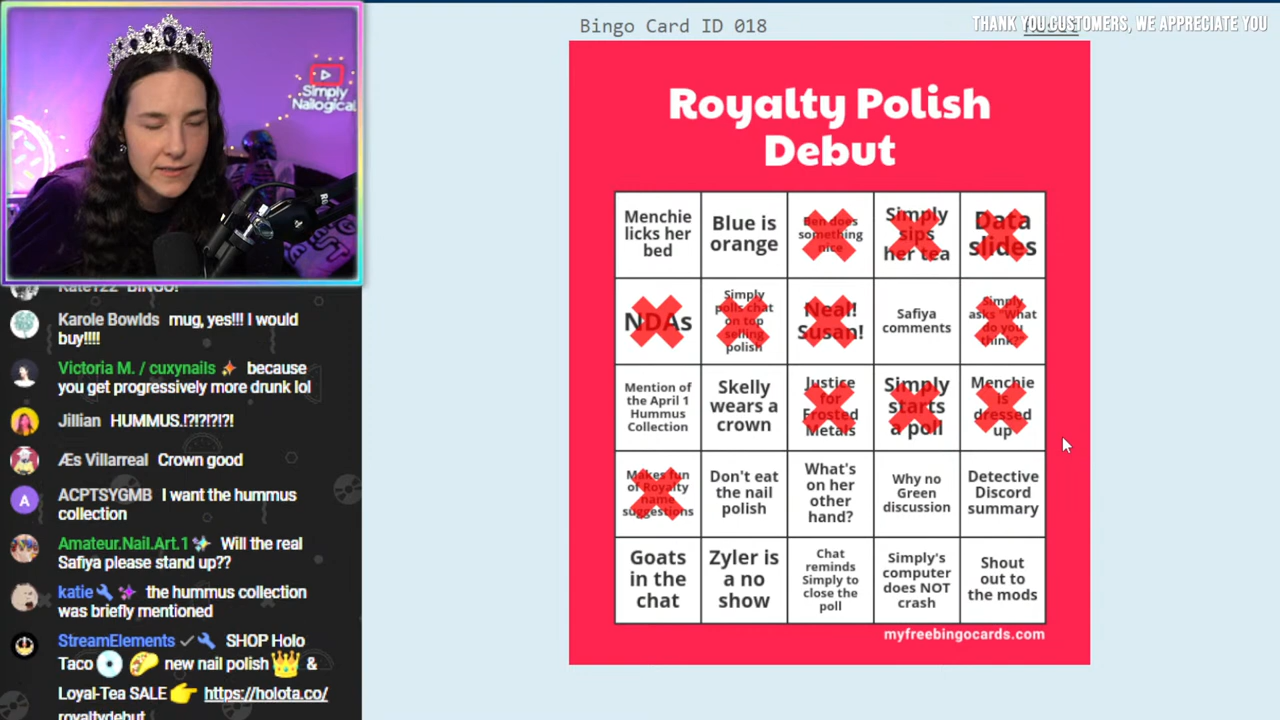 Simply
Nailogical
Kate122 BINGO!
Karole Bowlds mug, yes!!! I would
buy!!!!
Victoria M. / cuxynails because
you get progressively more drunk lol
Jillian HUMMUS.!?!?!?!?!
Æs Villarreal Crown good
A ACPTSYGMB I want the hummus
collection
Amateur.Nail.Art.1 Will the real
Safiya please stand up??
katie the hummus collection
was briefly mentioned
StreamElements SHOP Holo
Taco new nail polish &
Loyal-Tea SALE https://holota.co/
royaltydebut
Bingo Card ID 018
THANK YOU CUSTOMERS, WE APPRECIATE YOU
Royalty Polish
Debut
Menchie
licks her
bed
Blue is
orange
Ben does
something
nice
Simply
sips
her tea
Data
slides
NDAs
Simply
polls chat
on top
selling
polish
Neal!
Susan!
Safiya
comments
Simply
asks "What
do you
think?"
Mention of
the April 1
Hummus
Collection
Skelly
wears a
crown
Justice
for
Frosted
Metals
Simply
starts
a poll
Menchie
is
dressed
up
Makes fun
of Royalty
name
suggestions
Don't eat
the nail
polish
What's
on her
other
hand?
Why no
Green
discussion
Detective
Discord
summary
Goats
in the
chat
Zyler is
a no
show
Chat
reminds
Simply to
close the
poll
Simply's
computer
does NOT
crash
Shout
out to
the mods
myfreebingocards.com